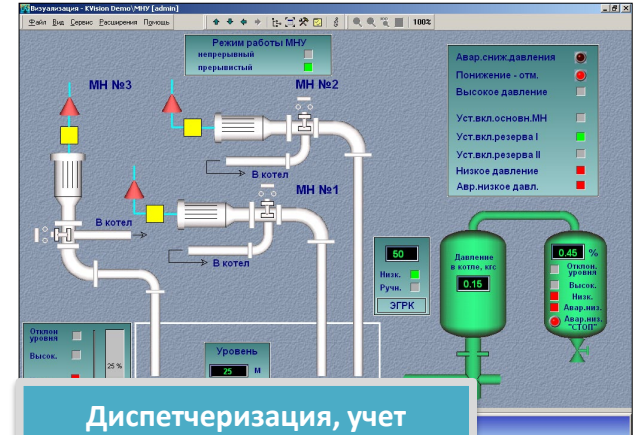 Визуализация - KVision Demo\МНУ [admin]
Файл Вид Сервис Расширения Помощь
100%
Режим работы МНУ
непрерывный
прерывистый
МН №3
МН №2
В котел
МН №1
В котел
В котел
Авар.сниж.давления
Понижение - отм.
Высокое давление
Уст.вкл.основн.МН
Уст.вкл.резерва I
Уст.вкл.резерва II
Низкое давление
Авр.низкое давл.
50
Низк.
Ручн.
ЭГРК
Давление
в котле, кгс
0.15
0.45 %
Отклон.
уровня
Высок.
Низк.
Авар.низ.
Авар.низ.
"СТОП"
Отклон
уровня
Высок.
25 %
Уровень
25 м
Диспетчеризация, учет